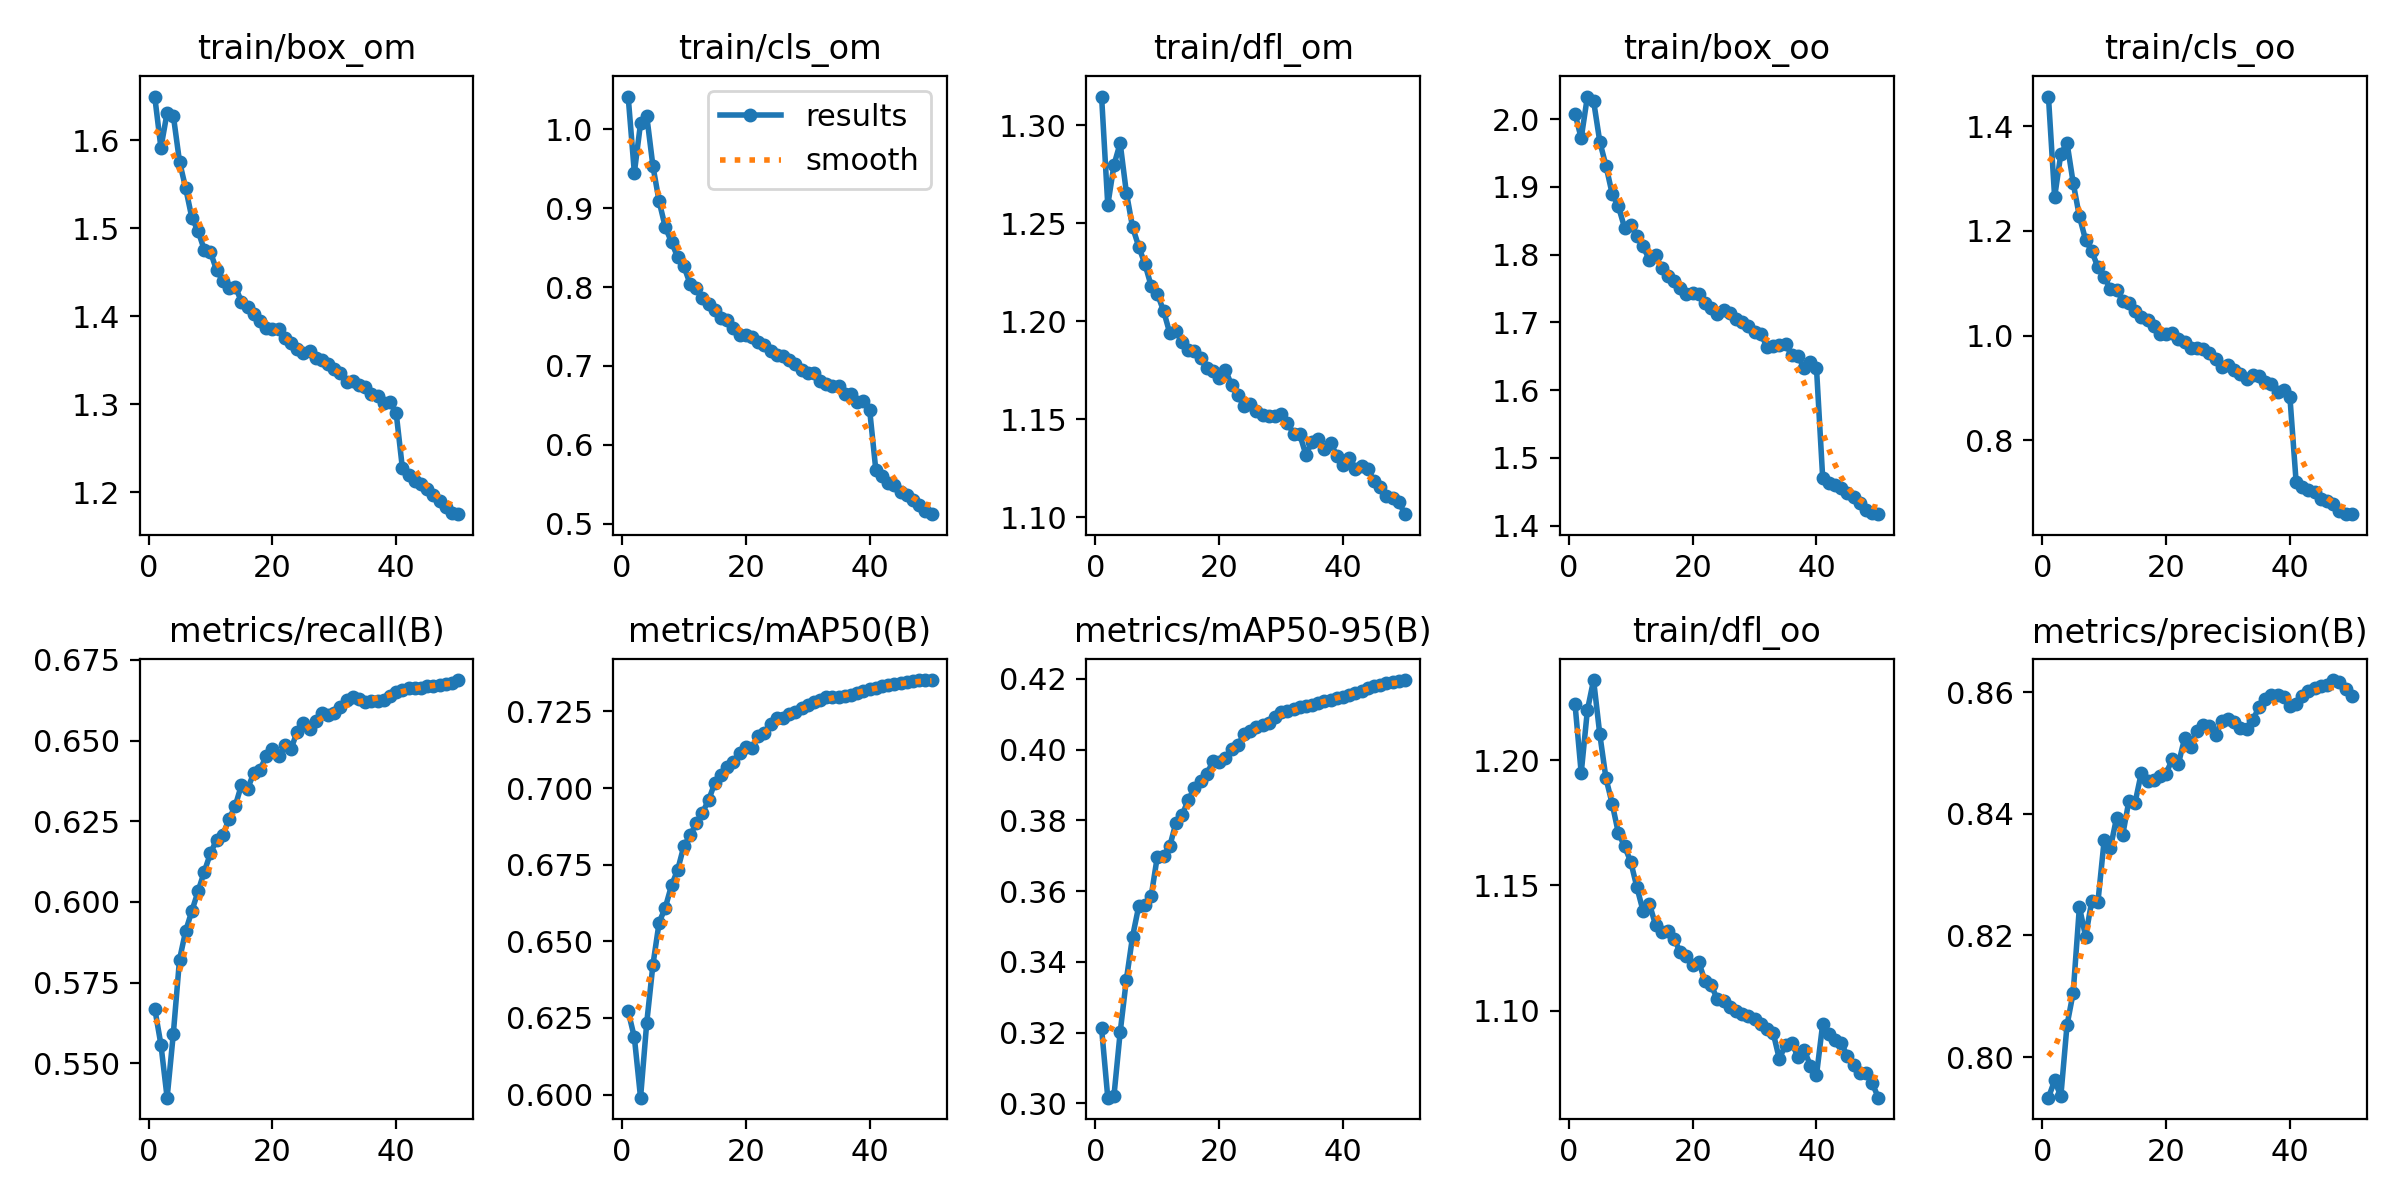 train/box_om
1.6
1.5
1.4
1.3
1.2
0 20 40
train/cls_om
results
smooth
1.0
0.9
0.8
0.7
0.6
0.5
0 20 40
train/dfl_om
1.30
1.25
1.20
1.15
1.10
0 20 40
train/box_oo
2.0
1.9
1.8
1.7
1.6
1.5
1.4
0 20 40
train/cls_oo
1.4
1.2
1.0
0.8
0 20 40
metrics/recall(B)
0.675
0.650
0.625
0.600
0.575
0.550
0 20 40
metrics/mAP50(B)
0.725
0.700
0.675
0.650
0.625
0.600
0 20 40
metrics/mAP50-95(B)
0.42
0.40
0.38
0.36
0.34
0.32
0.30
0 20 40
train/dfl_oo
1.20
1.15
1.10
0 20 40
metrics/precision(B)
0.86
0.84
0.82
0.80
0 20 40